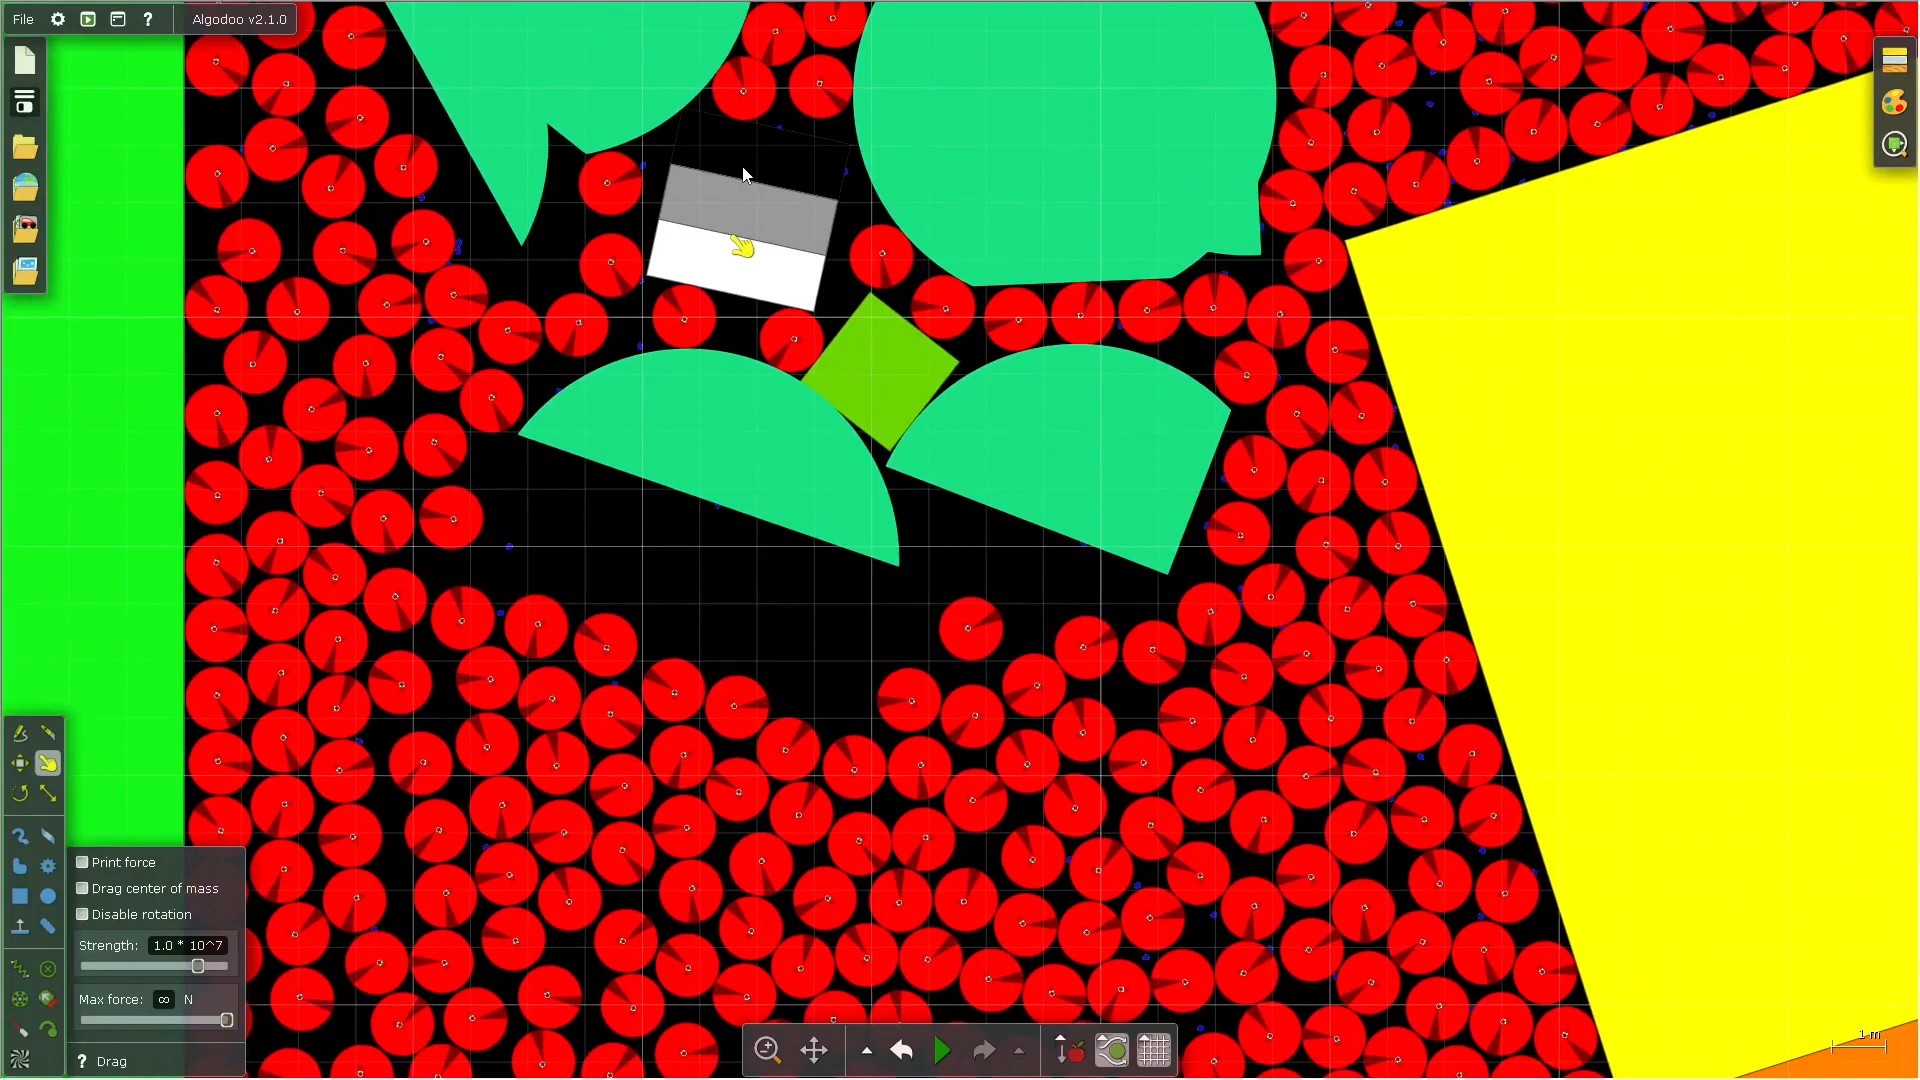 File ? Algodoo v2.1.0
Print force
Drag center of mass
Disable rotation
Strength: 1.0 * 10^7
Max force: ∞ N
? Drag
1 m